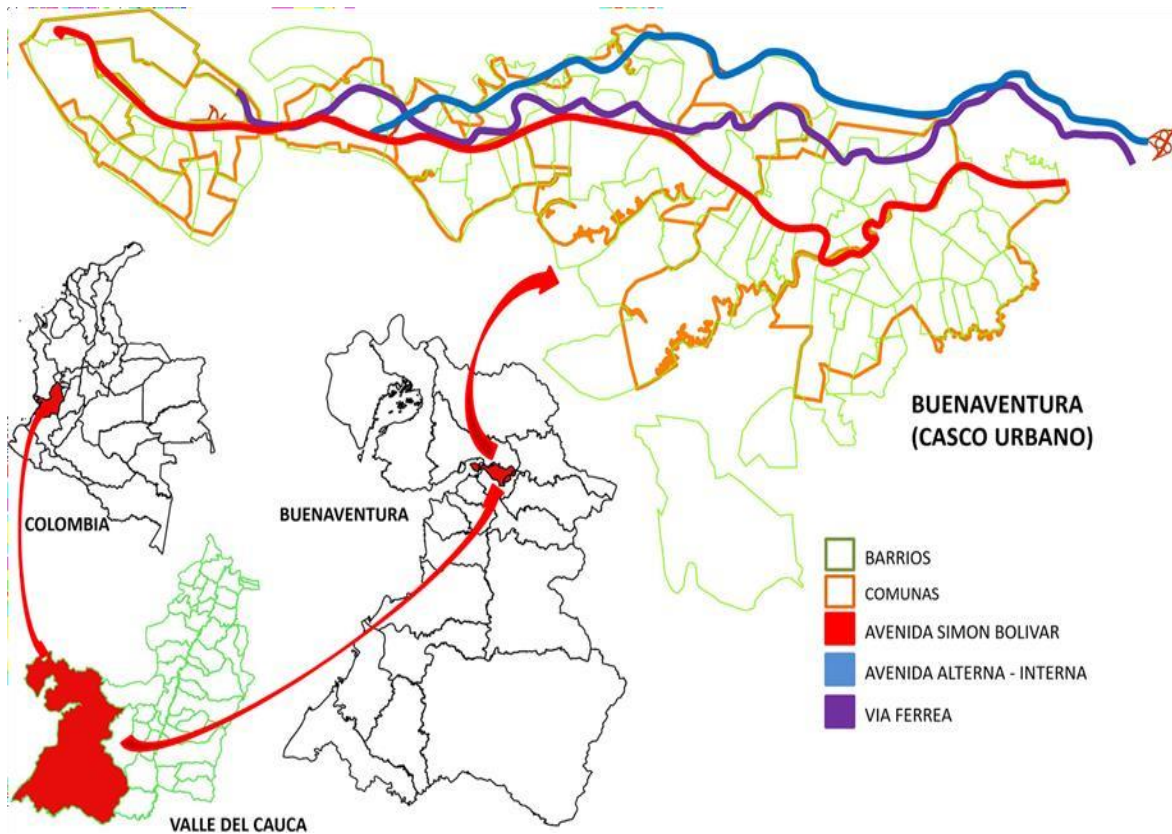 BUENAVENTURA
(CASCO URBANO)
COLOMBIA
BUENAVENTURA
VALLE DEL CAUCA
BARRIOS
COMUNAS
AVENIDA SIMON BOLIVAR
AVENIDA ALTERNA - INTERNA
VIA FERREA